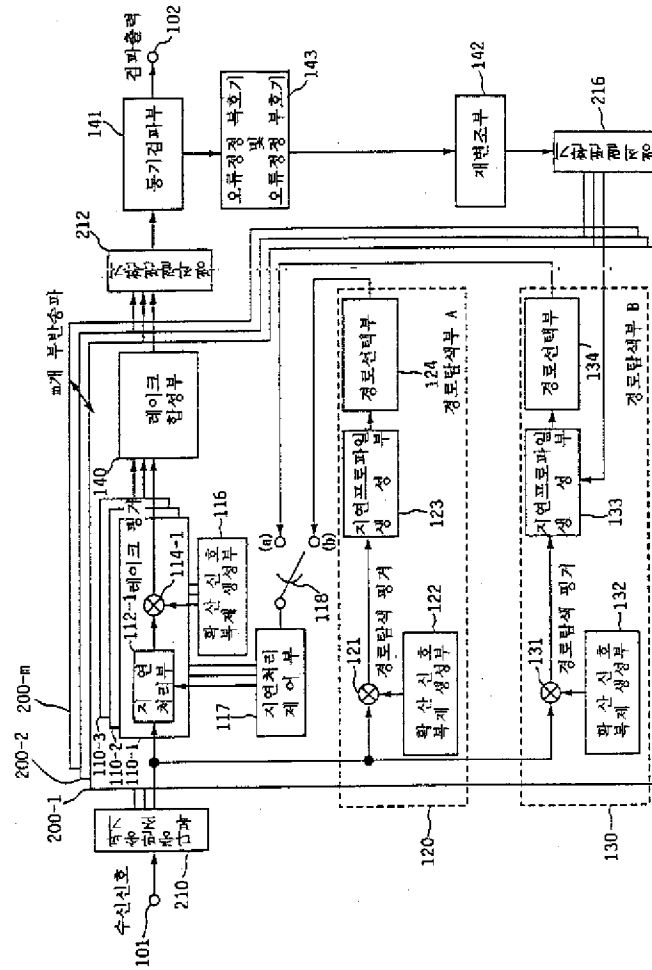 수신신호
101
210
200-1
200-2
200-m
m개 부반송파
110-3
110-2
110-1
112-1
레이크 핑거
지연
처리부
114-1
116
확산 신호
복제 생성부
지연처리
제어부
117
118
(a)
(b)
140
레이크
합성부
212
동기검파부
141
검파출력
102
오류정정 복호기
및
오류정정 부호기
143
재변조부
142
216
121
경로탐색 핑거
확산 신호
복제 생성부
122
지연프로파일
생성부
123
경로선택부
124
경로탐색부 A
120
131
경로탐색 핑거
확산 신호
복제 생성부
132
지연프로파일
생성부
133
경로선택부
134
경로탐색부 B
130